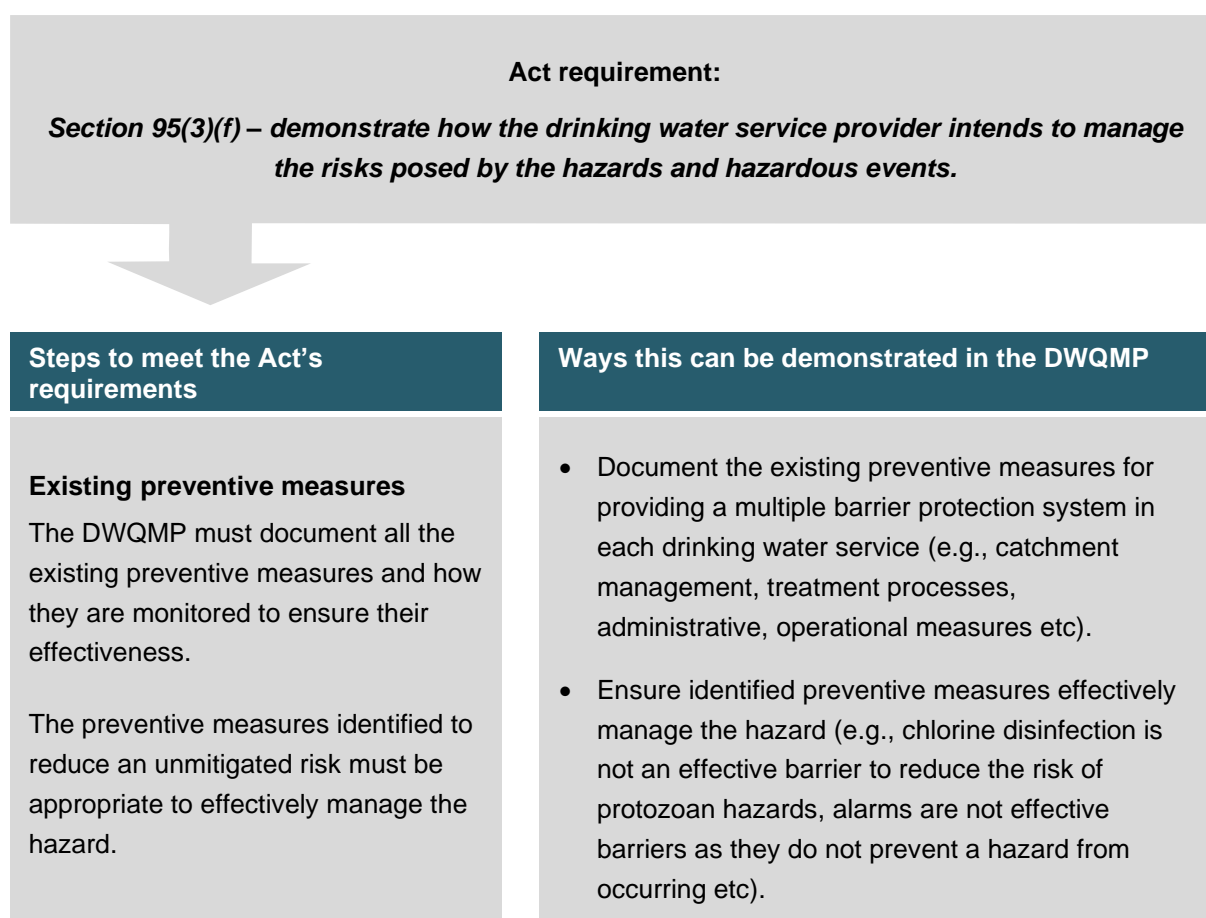 Act requirement:
Section 95(3)(f) – demonstrate how the drinking water service provider intends to manage
the risks posed by the hazards and hazardous events.
Steps to meet the Act’s
requirements
Existing preventive measures
The DWQMP must document all the
existing preventive measures and how
they are monitored to ensure their
effectiveness.
The preventive measures identified to
reduce an unmitigated risk must be
appropriate to effectively manage the
hazard.
Ways this can be demonstrated in the DWQMP
• Document the existing preventive measures for
providing a multiple barrier protection system in
each drinking water service (e.g., catchment
management, treatment processes,
administrative, operational measures etc).
• Ensure identified preventive measures effectively
manage the hazard (e.g., chlorine disinfection is
not an effective barrier to reduce the risk of
protozoan hazards, alarms are not effective
barriers as they do not prevent a hazard from
occurring etc).